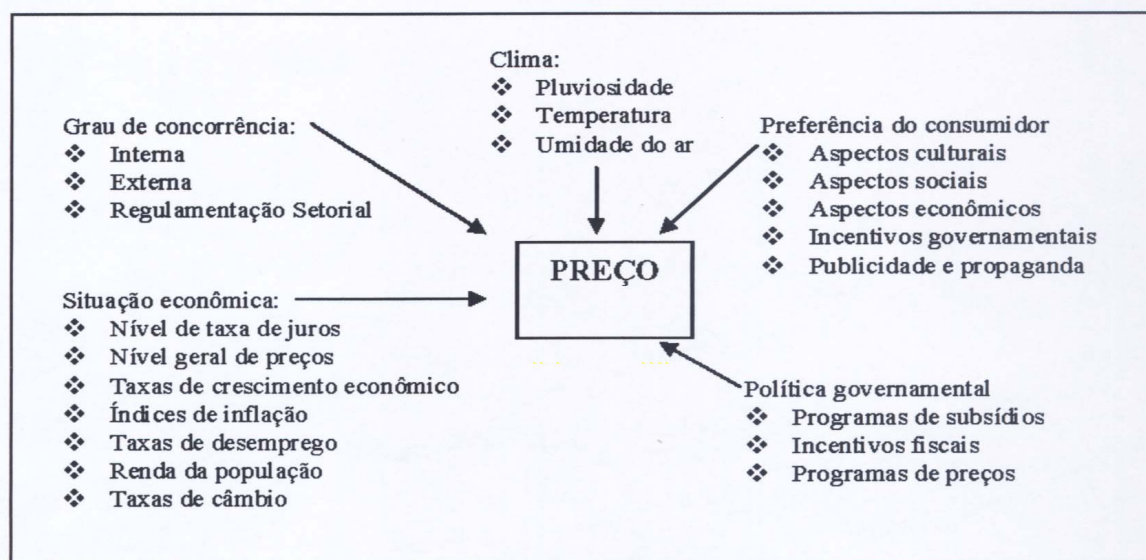 Clima:
❖ Pluviosidade
❖ Temperatura
❖ Umidade do ar
Grau de concorrência:
❖ Interna
❖ Externa
❖ Regulamentação Setorial
Preferência do consumidor
❖ Aspectos culturais
❖ Aspectos sociais
❖ Aspectos econômicos
❖ Incentivos governamentais
❖ Publicidade e propaganda
PREÇO
Situação econômica:
❖ Nível de taxa de juros
❖ Nível geral de preços
❖ Taxas de crescimento econômico
❖ Índices de inflação
❖ Taxas de desemprego
❖ Renda da população
❖ Taxas de câmbio
Política governamental
❖ Programas de subsídios
❖ Incentivos fiscais
❖ Programas de preços